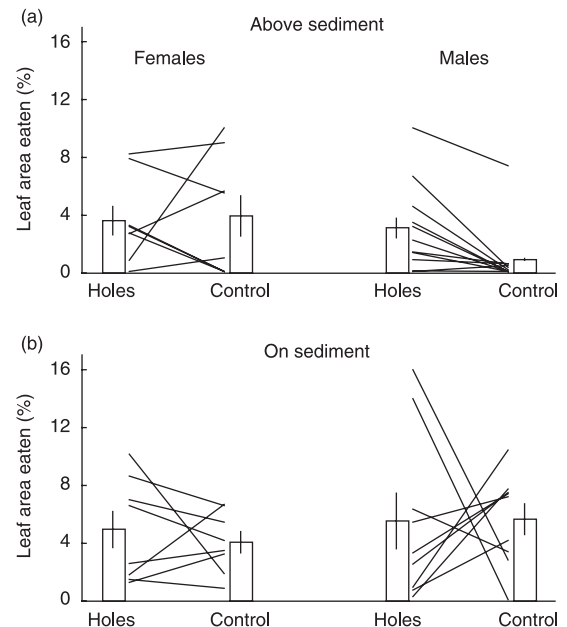 (a)
Above sediment
Females
Males
Leaf area eaten (%)
16
12
8
4
0
Holes
Control
Holes
Control
(b)
On sediment
Leaf area eaten (%)
16
12
8
4
0
Holes
Control
Holes
Control